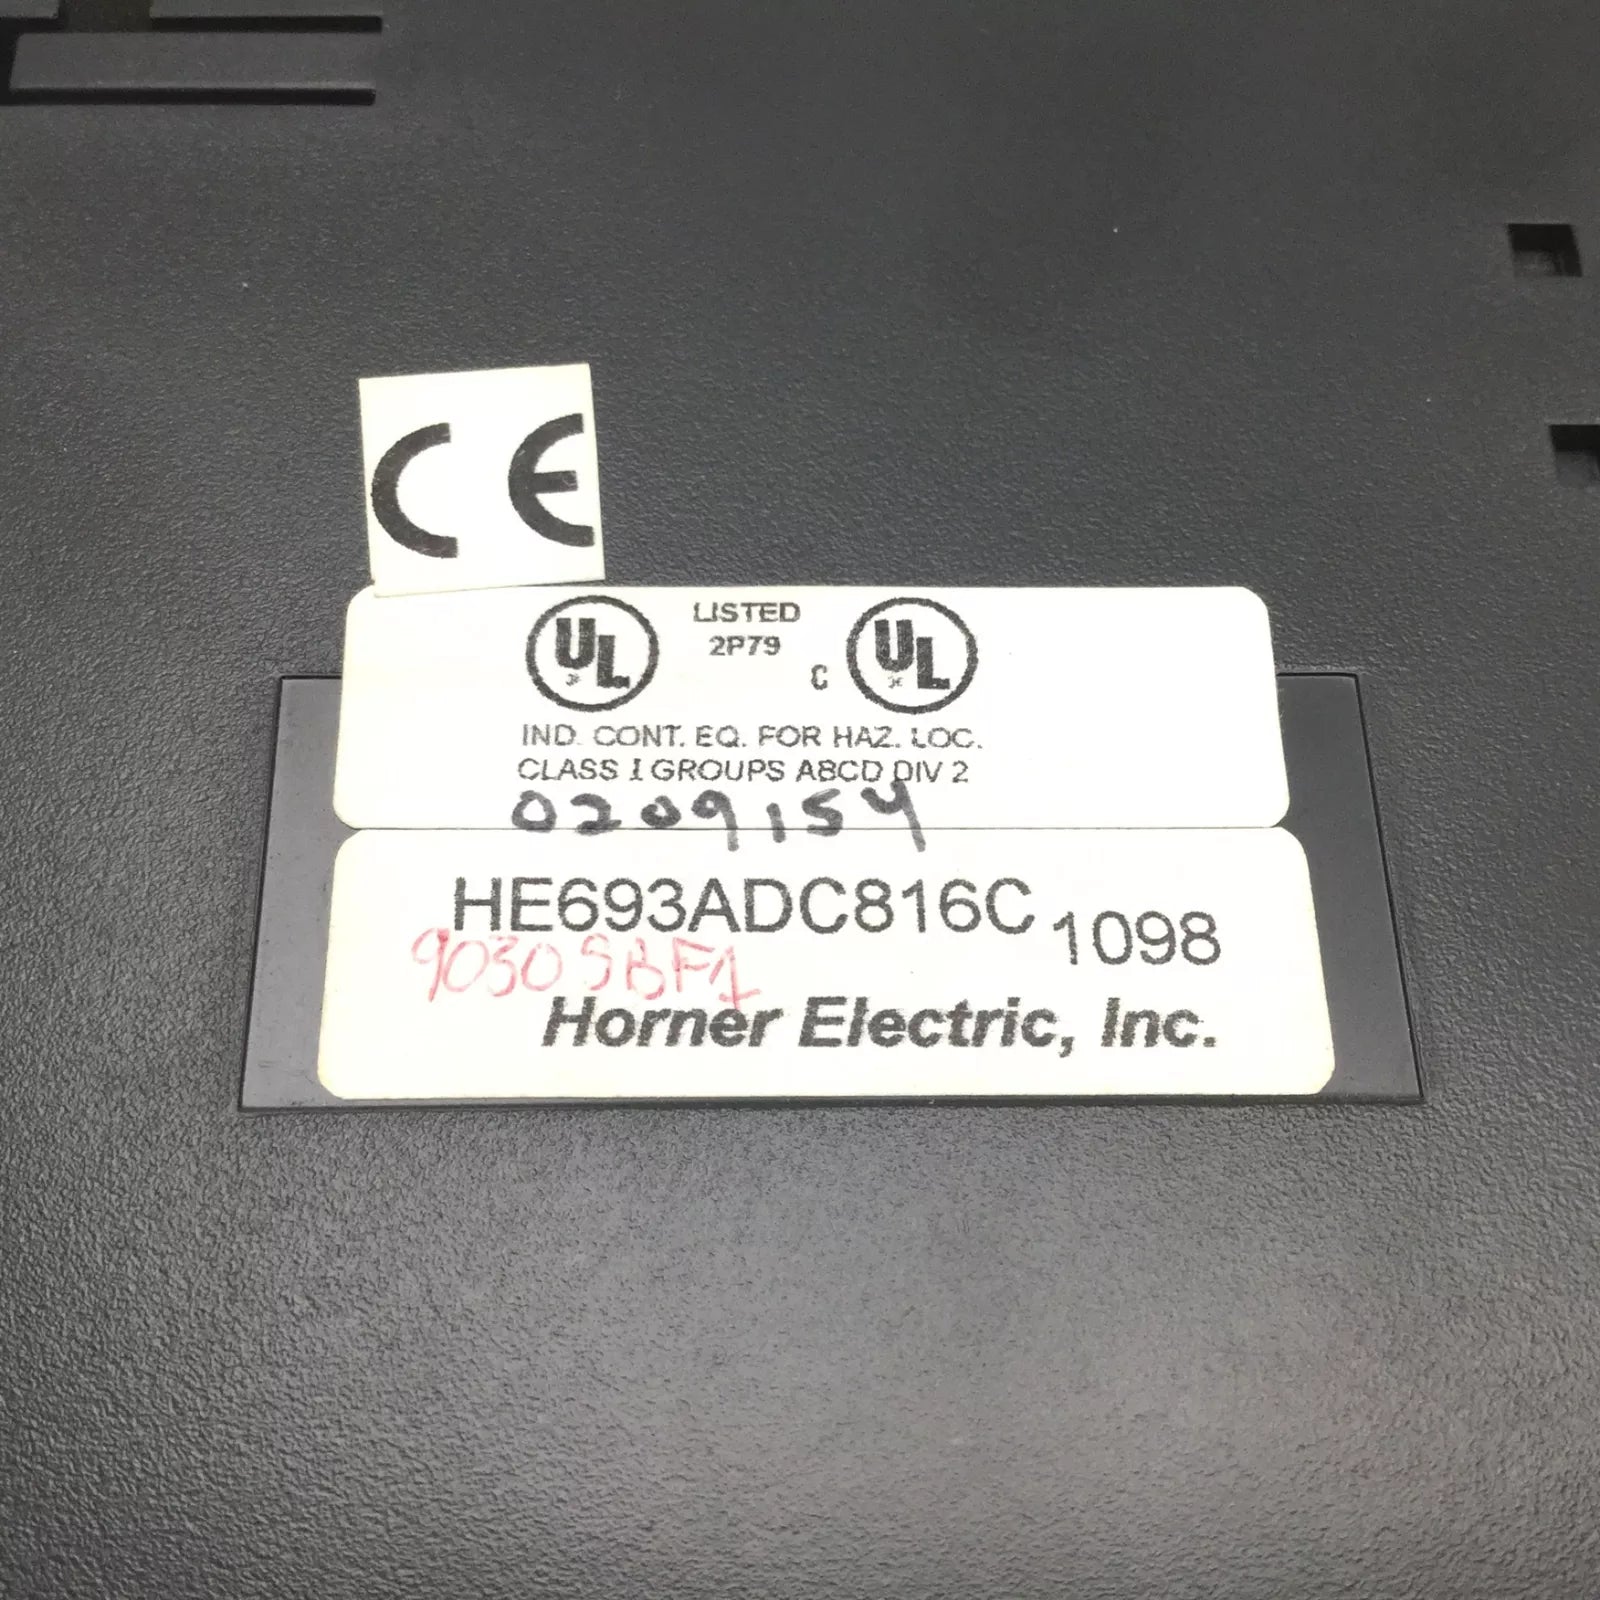 CE
UL LISTED
2P79
C UL
IND. CONT. EQ. FOR HAZ. LOC.
CLASS I GROUPS ABCD DIV 2
0209154
HE693ADC816C 1098
9030SBF1
Horner Electric, Inc.